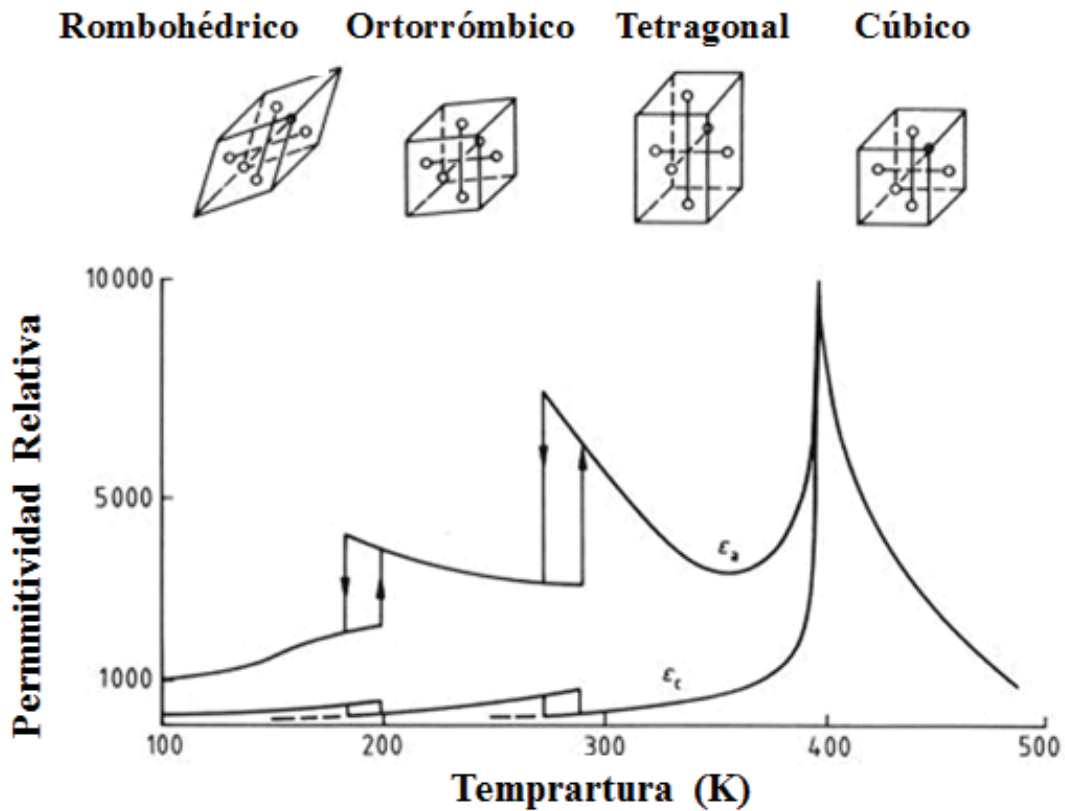 Rombohédrico Ortorrómbico Tetragonal Cúbico
10000
5000
1000
Permmitividad Relativa
εa
εc
100 200 300 400 500
Temprartura (K)